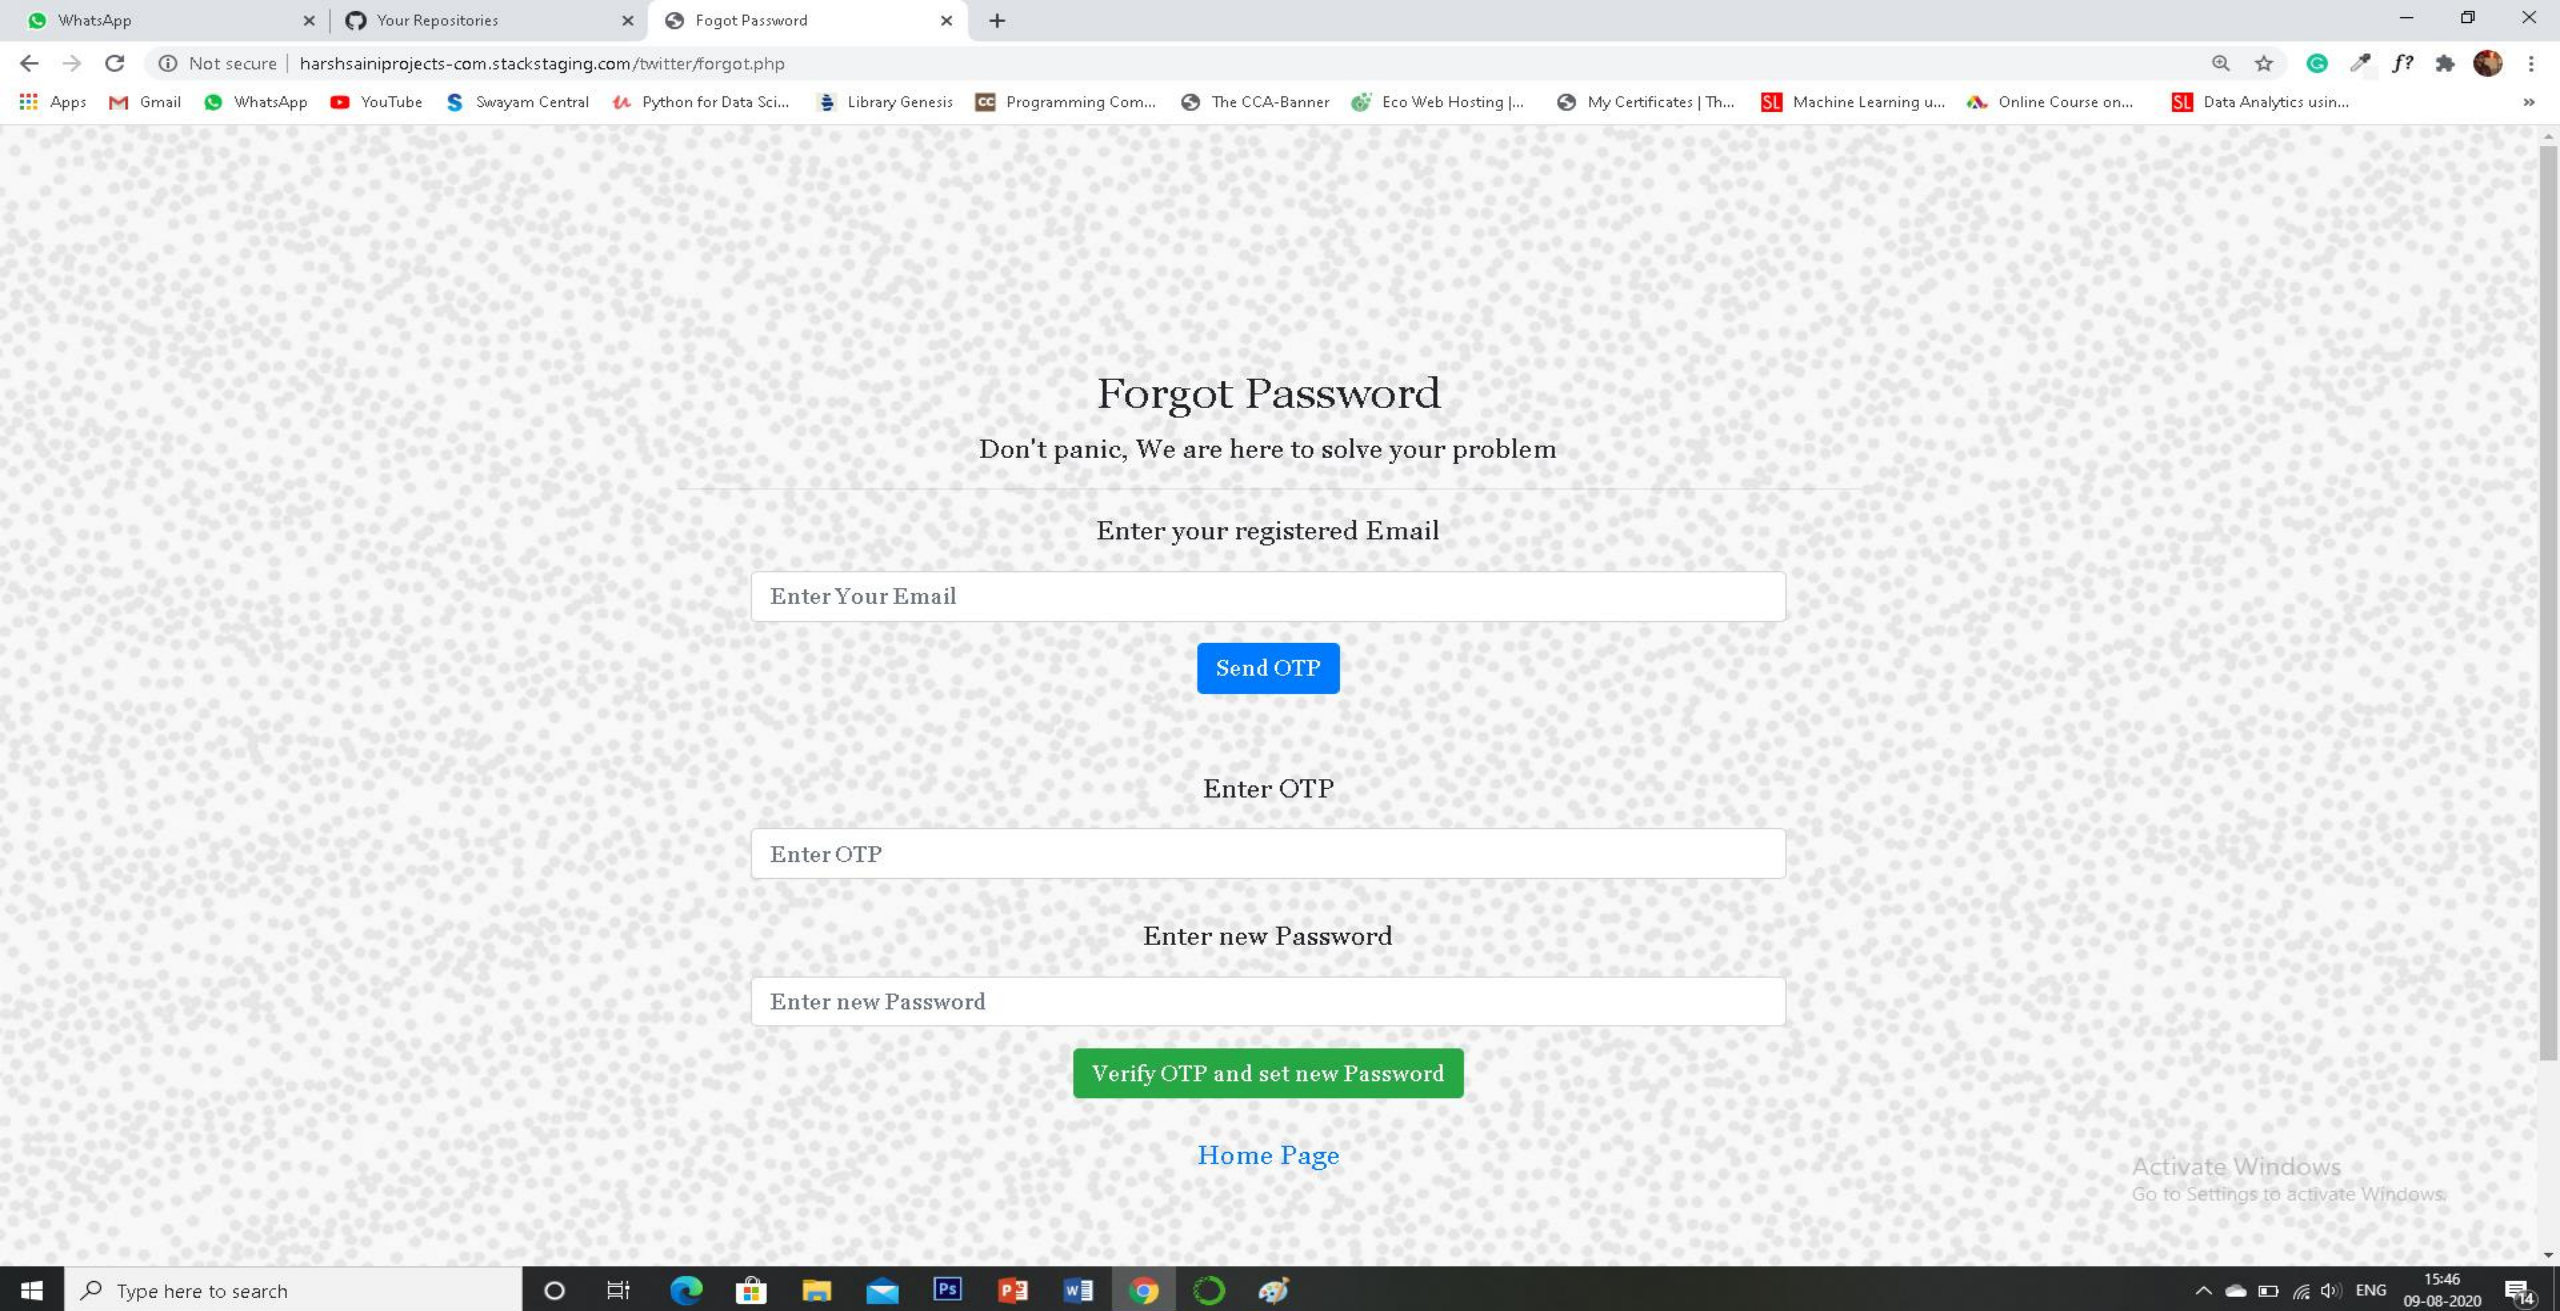 WhatsApp
Your Repositories
Fogot Password
Not secure
harshsainiprojects-com.stackstaging.com/twitter/forgot.php
f?
Apps
Gmail
WhatsApp
YouTube
Swayam Central
Python for Data Sci...
Library Genesis
CC Programming Com...
The CCA-Banner
Eco Web Hosting |...
My Certificates | Th...
SL Machine Learning u...
Online Course on...
SL Data Analytics usin...
Forgot Password
Don't panic, We are here to solve your problem
Enter your registered Email
Enter Your Email
Send OTP
Enter OTP
Enter OTP
Enter new Password
Enter new Password
Verify OTP and set new Password
Home Page
Activate Windows
Go to Settings to activate Windows.
Type here to search
Ps
ENG
15:46
09-08-2020
14